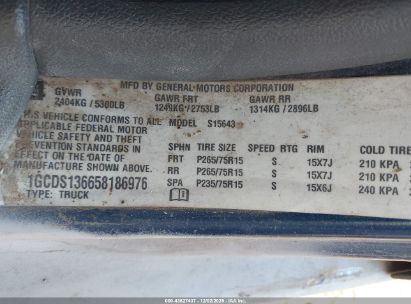 MFD BY GENERAL MOTORS CORPORATION
GAWR GAWR FRT GAWR RR
2404KG / 5300LB 1249KG / 2753LB 1314KG / 2896LB
THIS VEHICLE CONFORMS TO ALL MODEL S15643
APPLICABLE FEDERAL MOTOR
VEHICLE SAFETY AND THEFT
PREVENTION STANDARDS IN
EFFECT ON THE DATE OF
MANUFACTURE SHOWN ABOVE.
1GCDS136658186976
TYPE: TRUCK
TIRE SIZE SPEED RTG RIM COLD TIRE
FRT P265/75R15 S 15X7J 210 KPA
RR P265/75R15 S 15X7J 210 KPA
SPA P235/75R15 S 15X6J 240 KPA